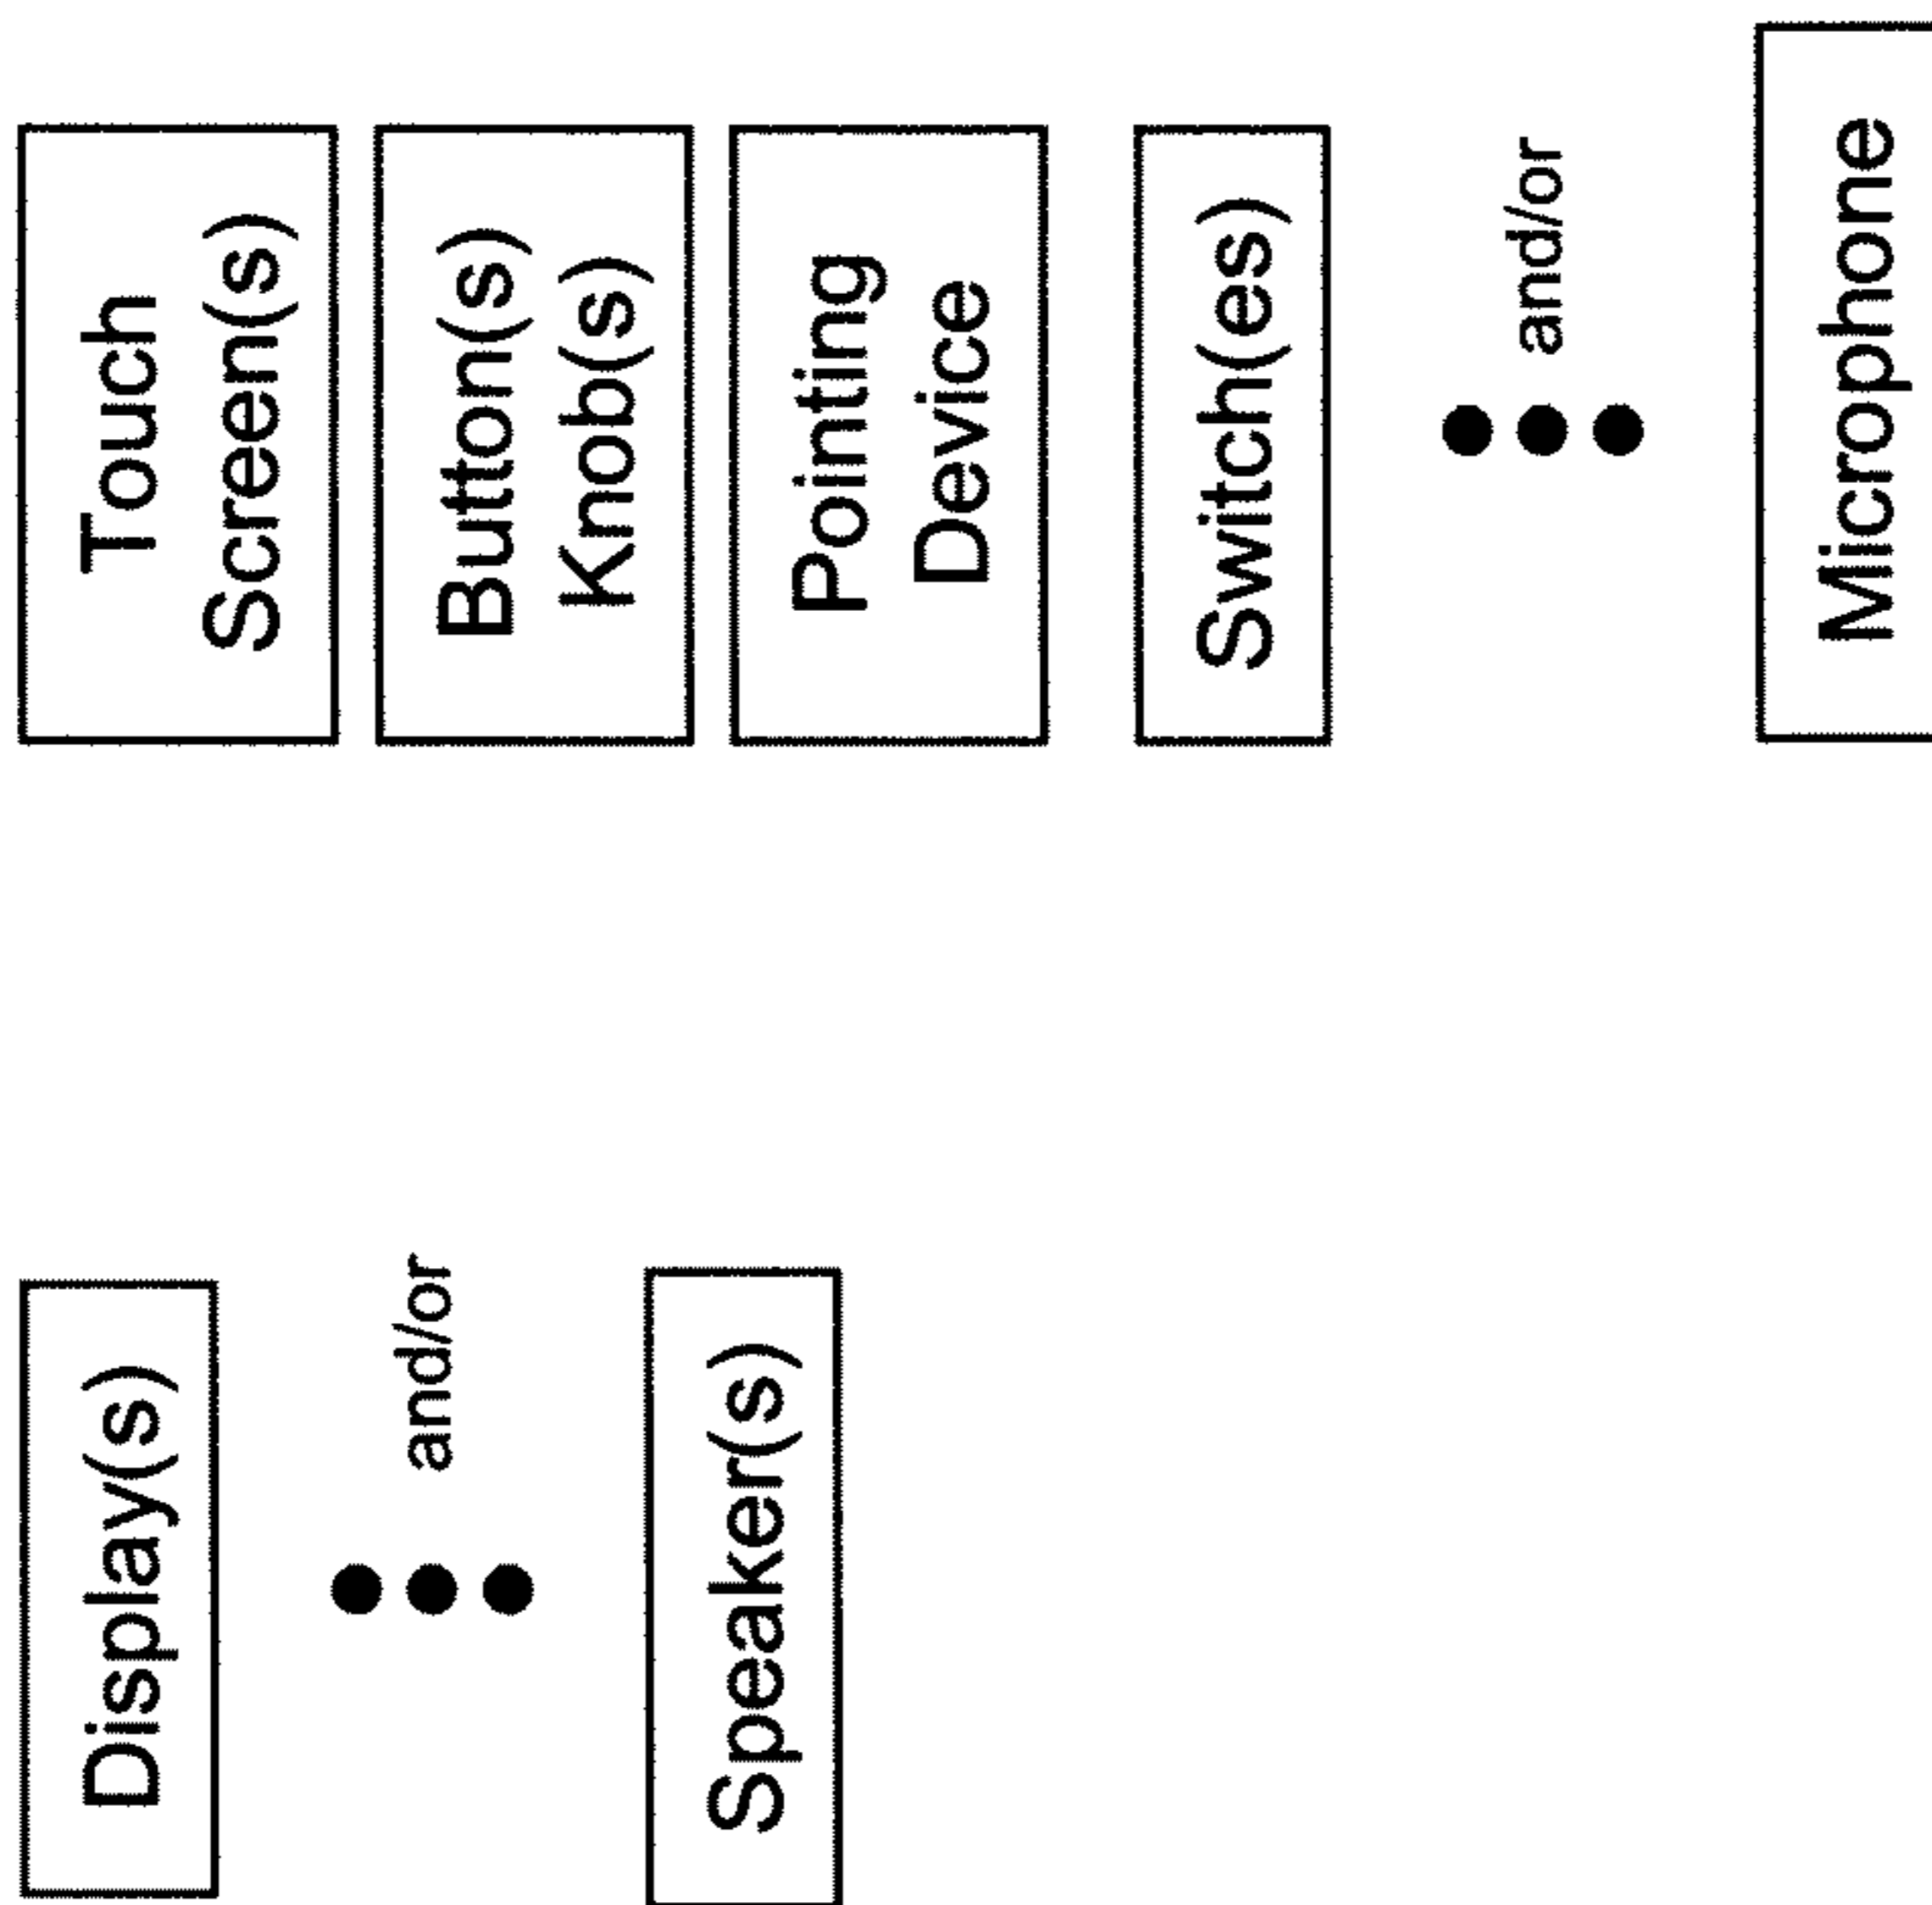 Display(s)
and/or
Speaker(s)
Touch
Screen(s)
Button(s)
Knob(s)
Pointing
Device
Switch(es)
and/or
Microphone